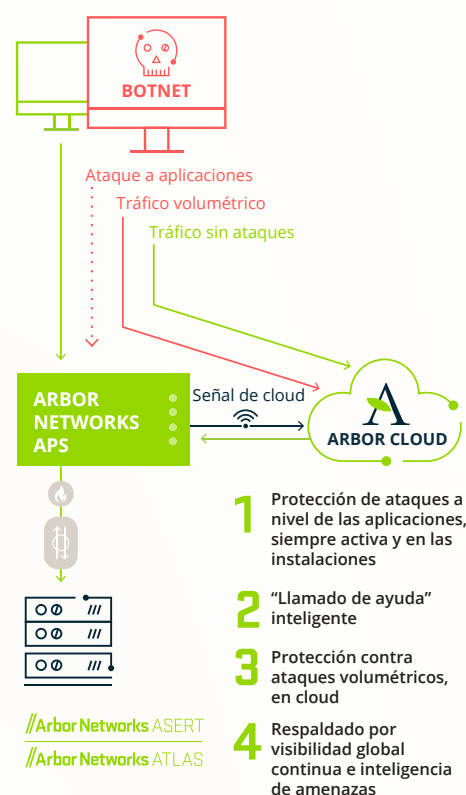 BOTNET
Ataque a aplicaciones
Tráfico volumétrico
Tráfico sin ataques
ARBOR
NETWORKS
APS
Señal de cloud
ARBOR CLOUD
1
Protección de ataques a
nivel de las aplicaciones,
siempre activa y en las
instalaciones
2
“Llamado de ayuda”
inteligente
3
Protección contra
ataques volumétricos,
en cloud
4
Respaldado por
visibilidad global
continua e inteligencia
de amenazas
//Arbor Networks ASERT
//Arbor Networks ATLAS